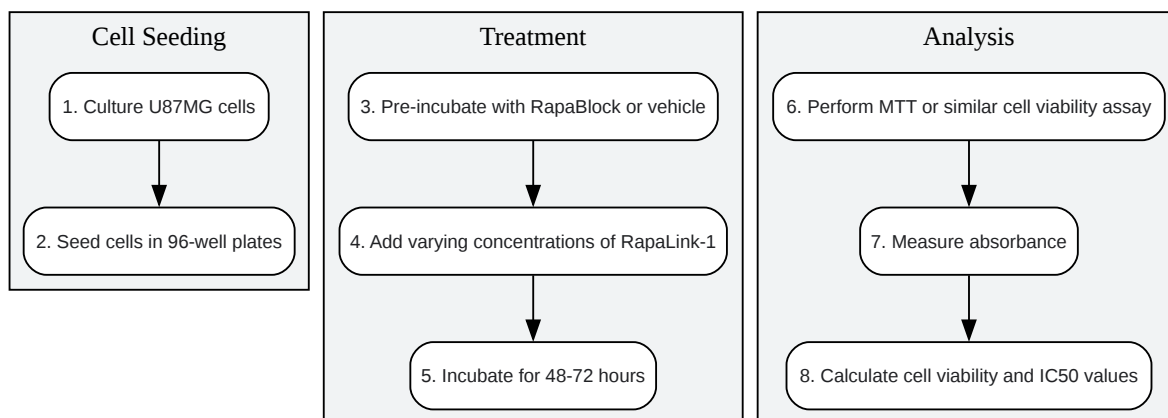 Cell Seeding
1. Culture U87MG cells
2. Seed cells in 96-well plates
Treatment
3. Pre-incubate with RapaBlock or vehicle
4. Add varying concentrations of RapaLink-1
5. Incubate for 48-72 hours
Analysis
6. Perform MTT or similar cell viability assay
7. Measure absorbance
8. Calculate cell viability and IC50 values